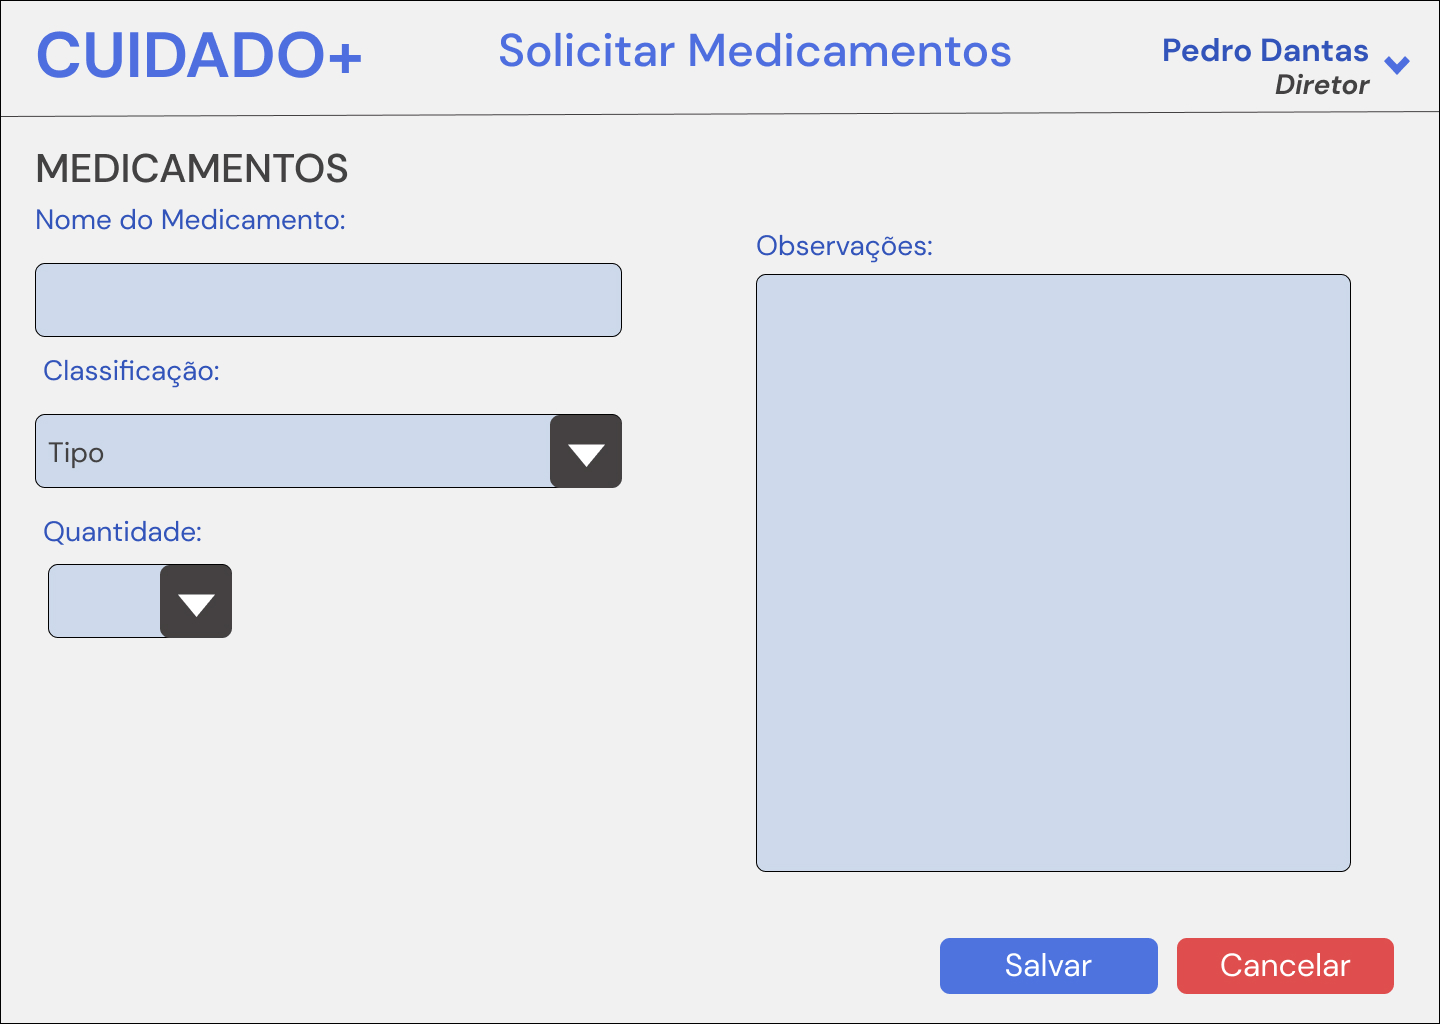 CUIDADO+
Solicitar Medicamentos
Pedro Dantas
Diretor
MEDICAMENTOS
Nome do Medicamento:
Classificação:
Tipo
Quantidade:
Observações:
Salvar
Cancelar